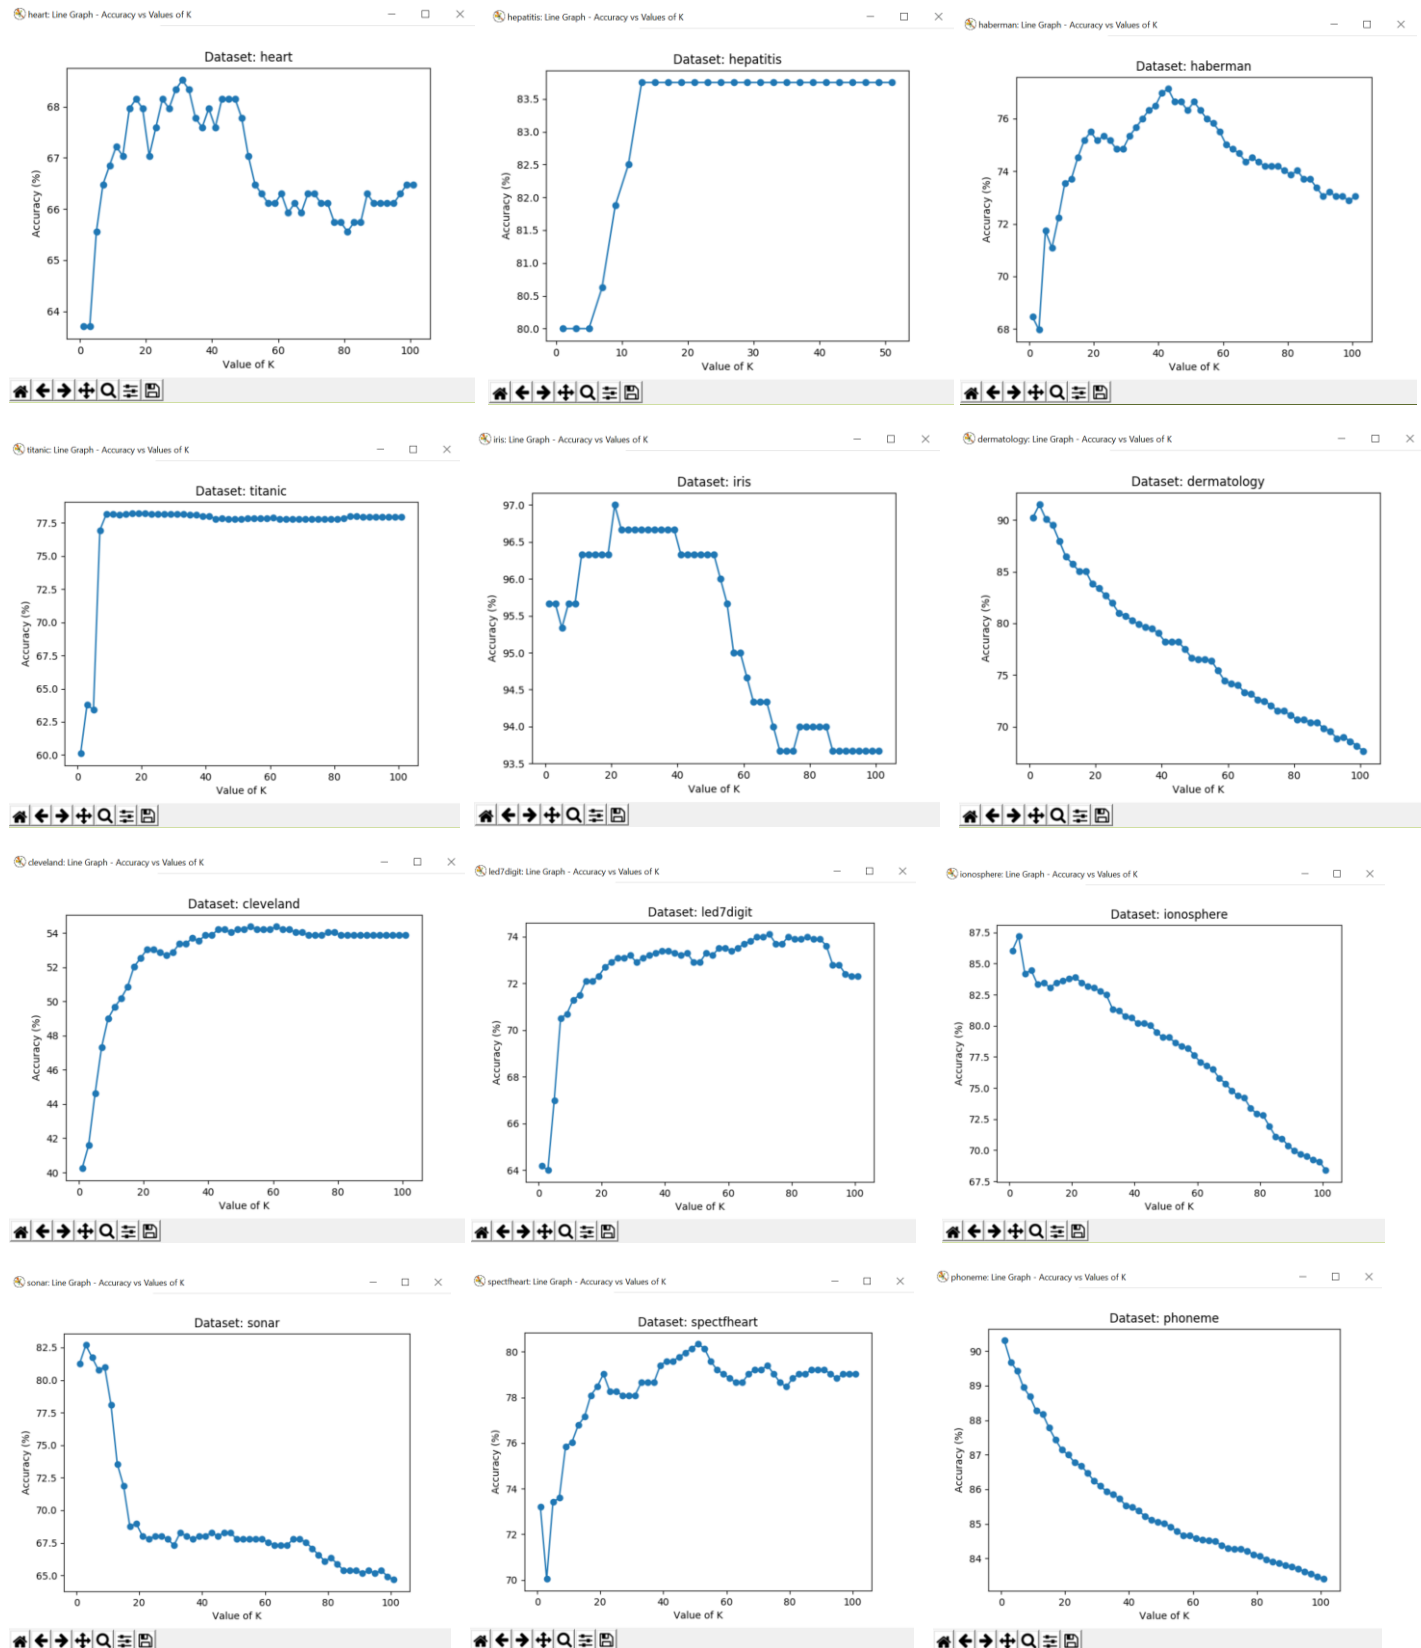 heart: Line Graph - Accuracy vs Values of K
Dataset: heart
68
67
66
65
64
Accuracy (%)
0 20 40 60 80 100
Value of K
hepatitis: Line Graph - Accuracy vs Values of K
Dataset: hepatitis
83.5
83.0
82.5
82.0
81.5
81.0
80.5
80.0
Accuracy (%)
0 10 20 30 40 50
Value of K
haberman: Line Graph - Accuracy vs Values of K
Dataset: haberman
76
74
72
70
68
Accuracy (%)
0 20 40 60 80 100
Value of K
titanic: Line Graph - Accuracy vs Values of K
Dataset: titanic
77.5
75.0
72.5
70.0
67.5
65.0
62.5
60.0
Accuracy (%)
0 20 40 60 80 100
Value of K
iris: Line Graph - Accuracy vs Values of K
Dataset: iris
97.0
96.5
96.0
95.5
95.0
94.5
94.0
93.5
Accuracy (%)
0 20 40 60 80 100
Value of K
dermatology: Line Graph - Accuracy vs Values of K
Dataset: dermatology
90
85
80
75
70
Accuracy (%)
0 20 40 60 80 100
Value of K
cleveland: Line Graph - Accuracy vs Values of K
Dataset: cleveland
54
52
50
48
46
44
42
40
Accuracy (%)
0 20 40 60 80 100
Value of K
led7digit: Line Graph - Accuracy vs Values of K
Dataset: led7digit
74
72
70
68
66
64
Accuracy (%)
0 20 40 60 80 100
Value of K
ionosphere: Line Graph - Accuracy vs Values of K
Dataset: ionosphere
87.5
85.0
82.5
80.0
77.5
75.0
72.5
70.0
67.5
Accuracy (%)
0 20 40 60 80 100
Value of K
sonar: Line Graph - Accuracy vs Values of K
Dataset: sonar
82.5
80.0
77.5
75.0
72.5
70.0
67.5
65.0
Accuracy (%)
0 20 40 60 80 100
Value of K
spectfheart: Line Graph - Accuracy vs Values of K
Dataset: spectfheart
80
78
76
74
72
70
Accuracy (%)
0 20 40 60 80 100
Value of K
phoneme: Line Graph - Accuracy vs Values of K
Dataset: phoneme
90
89
88
87
86
85
84
Accuracy (%)
0 20 40 60 80 100
Value of K